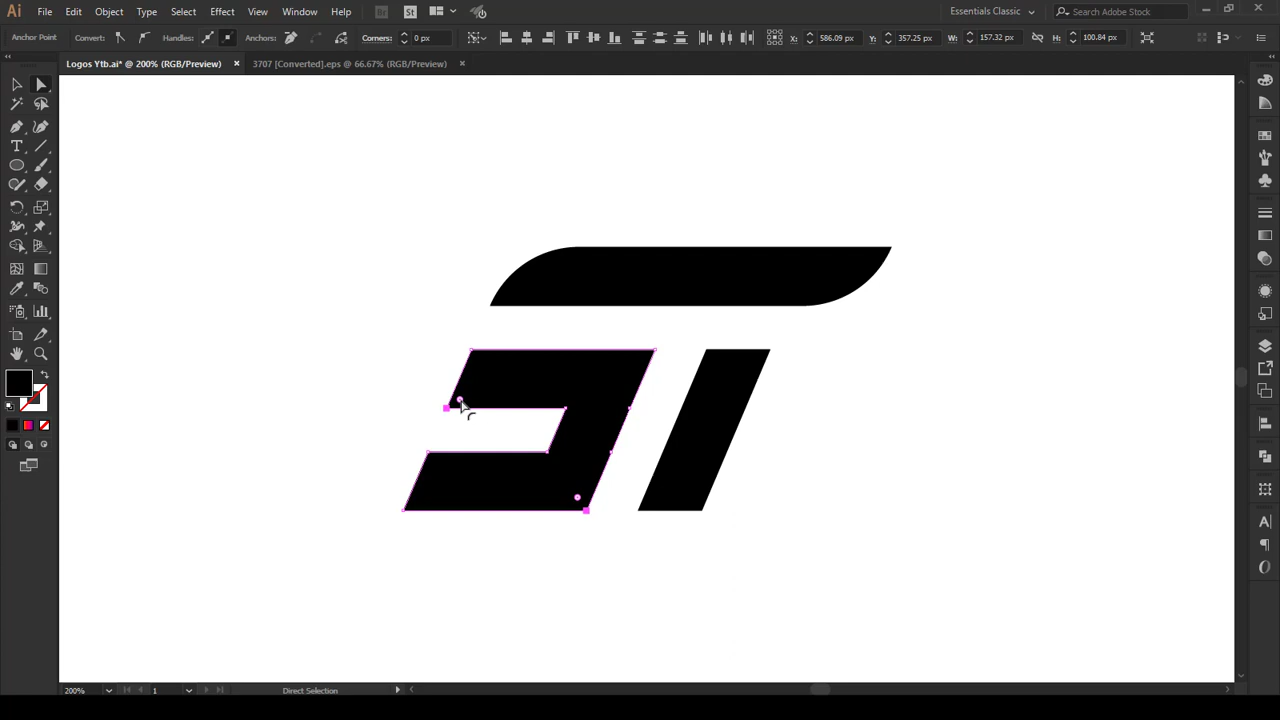 Ai File Edit Object Type Select Effect View Window Help Br St Essentials Classic Search Adobe Stock
Anchor Point Convert: Handles: Anchors: Corners: 0 px X: 586.09 px Y: 357.25 px W: 157.32 px H: 100.84 px
Logos Ytb.ai* @ 200% (RGB/Preview) × 3707 [Converted].eps @ 66.67% (RGB/Preview) ×
200% 1 Direct Selection